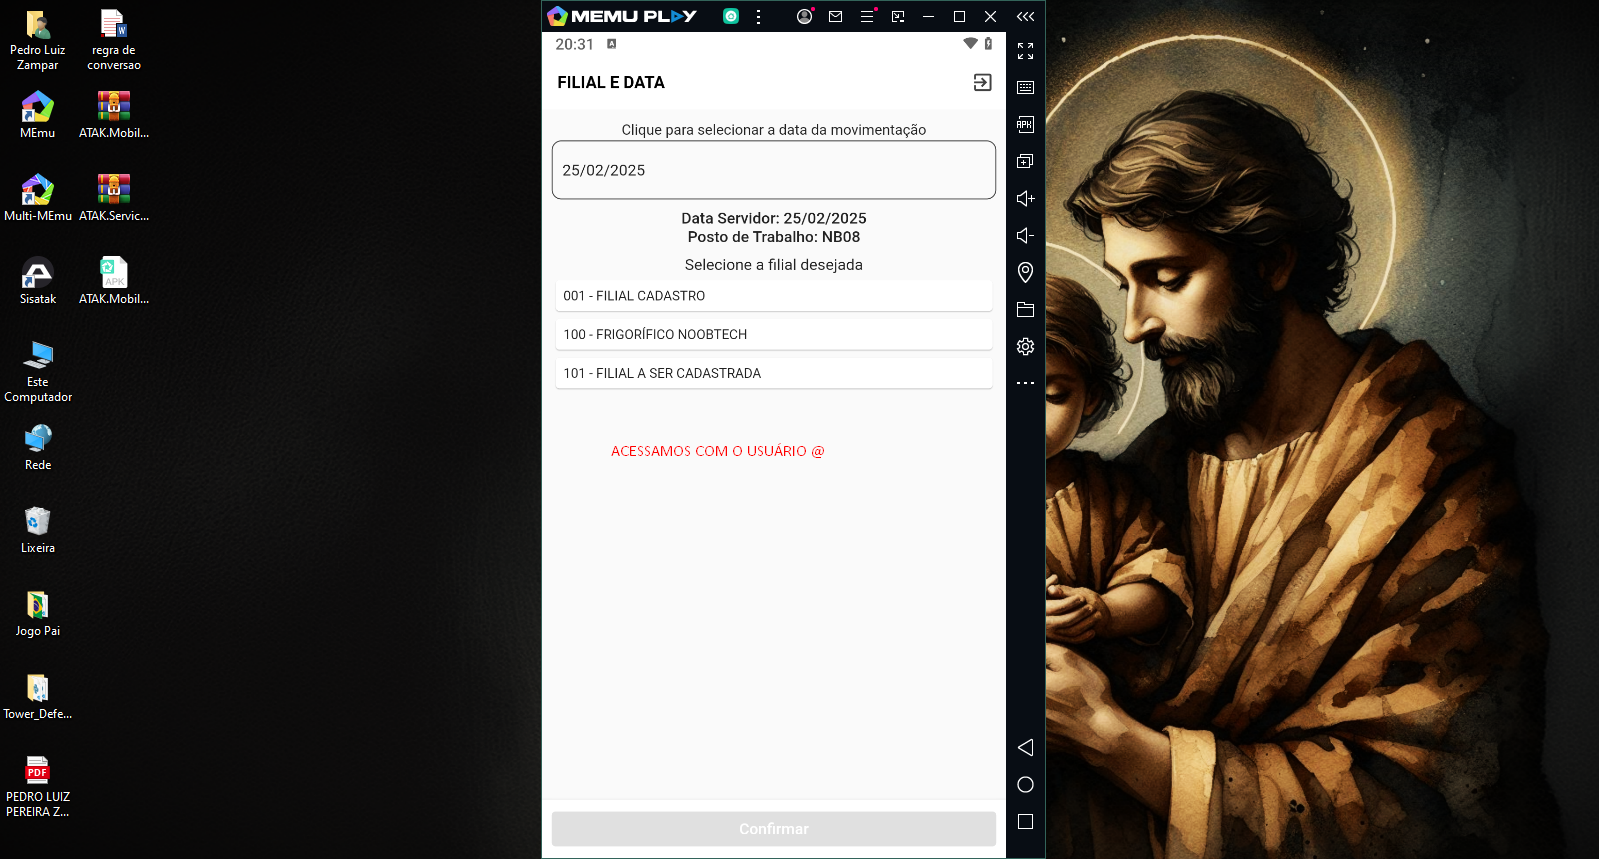 Pedro Luiz
Zampar
regra de
conversao
MEmu
ATAK.Mobil...
Multi-MEmu
ATAK.Servic...
Sisatak
APK
ATAK.Mobil...
Este
Computador
Rede
Lixeira
Jogo Pai
Tower_Defe...
PDF
PEDRO LUIZ
PEREIRA Z...
MEMU PLAY
20:31
A
FILIAL E DATA
Clique para selecionar a data da movimentação
25/02/2025
Data Servidor: 25/02/2025
Posto de Trabalho: NB08
Selecione a filial desejada
001 - FILIAL CADASTRO
100 - FRIGORÍFICO NOOBTECH
101 - FILIAL A SER CADASTRADA
ACESSAMOS COM O USUÁRIO @
Confirmar
APK